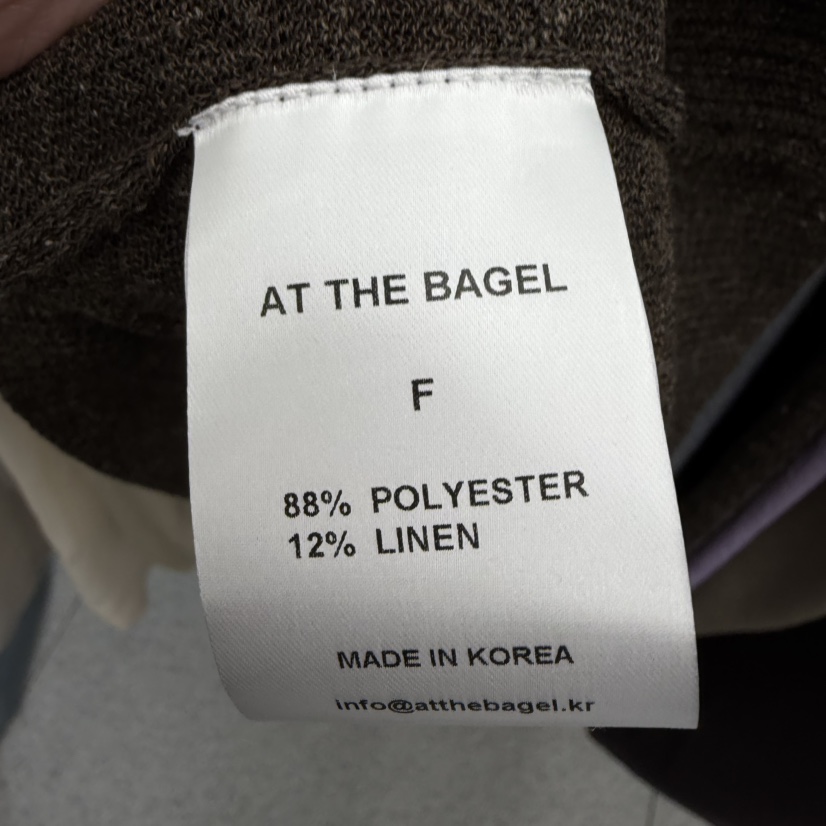 AT THE BAGEL
F
88% POLYESTER
12% LINEN
MADE IN KOREA
info@atthebagel.kr